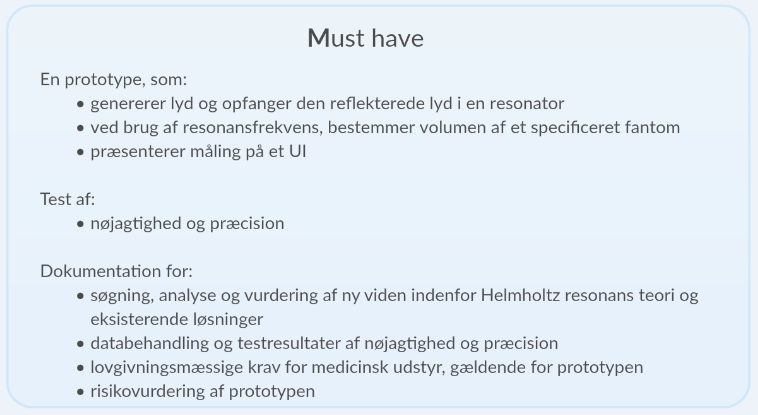 Must have
En prototype, som:
• genererer lyd og opfanger den reflekterede lyd i en resonator
• ved brug af resonansfrekvens, bestemmer volumen af et specificeret fantom
• præsenterer måling på et UI
Test af:
• nøjagtighed og præcision
Dokumentation for:
• søgning, analyse og vurdering af ny viden indenfor Helmholtz resonans teori og
eksisterende løsninger
• databehandling og testresultater af nøjagtighed og præcision
• lovgivningsmæssige krav for medicinsk udstyr, gældende for prototypen
• risikovurdering af prototypen